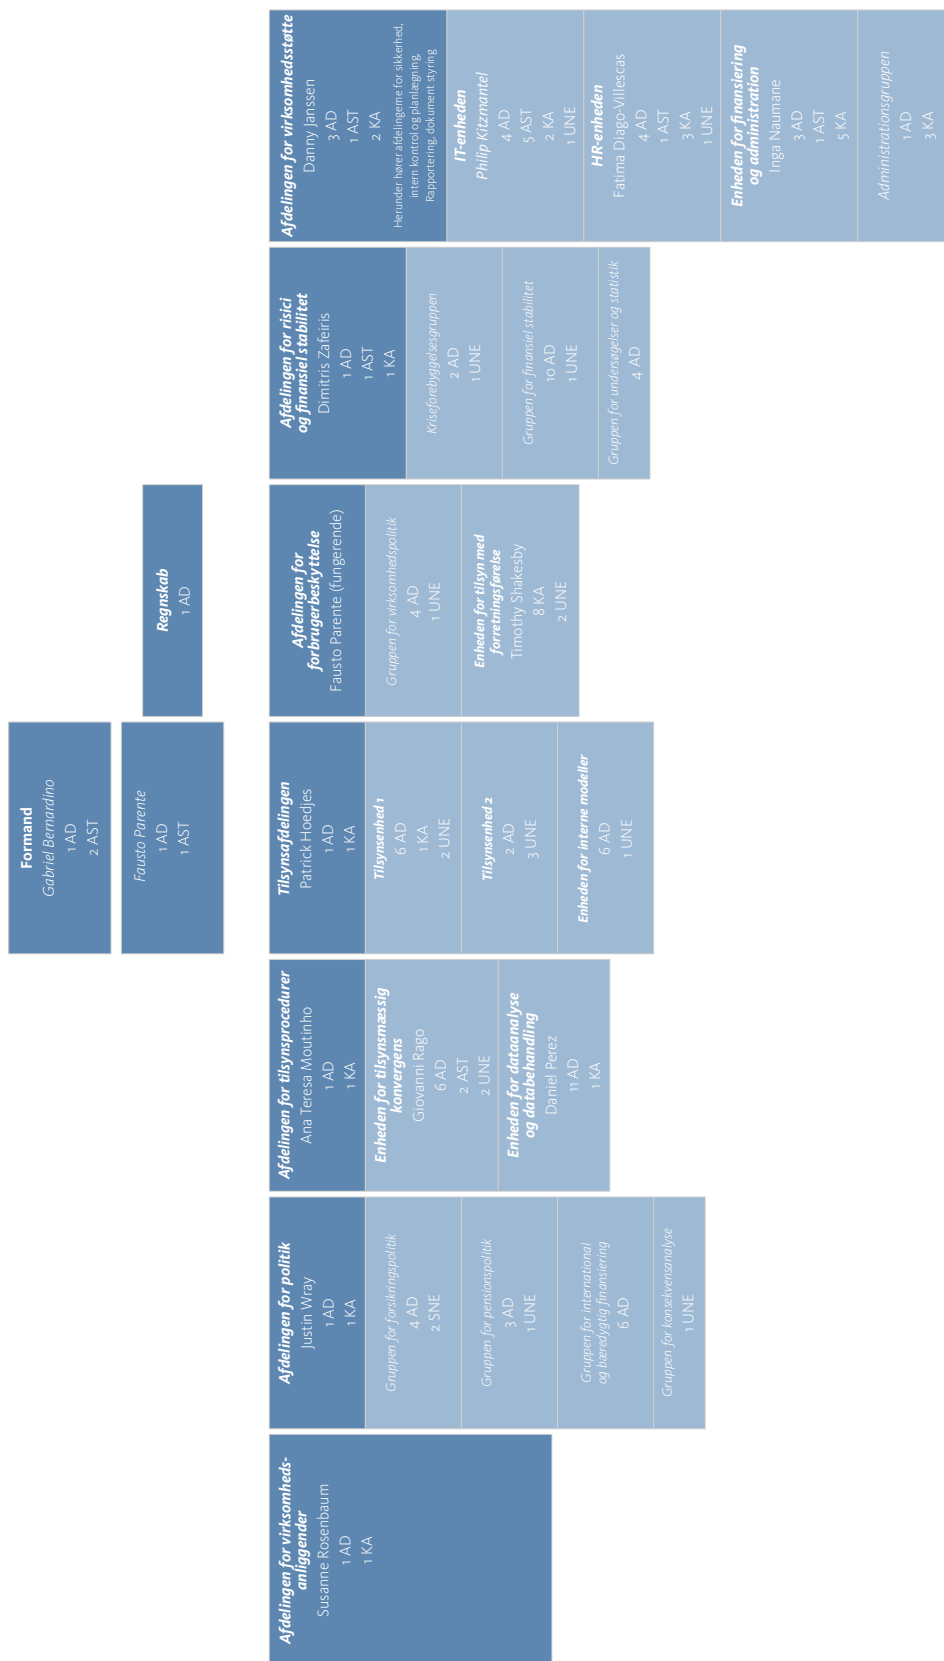 Formand
Gabriel Bernardino
1 AD
2 AST
Fausto Parente
1 AD
1 AST
Regnskab
1 AD
Afdelingen for virksomheds-
anliggender
Susanne Rosenbaum
1 AD
1 KA
Afdelingen for politik
Justin Wray
1 AD
1 KA
Gruppen for forsikringspolitik
4 AD
2 SNE
Gruppen for pensionspolitik
3 AD
1 UNE
Gruppen for international
og bæredygtig finansiering
6 AD
Gruppen for konsekvensanalyse
1 UNE
Afdelingen for tilsynsprocedurer
Ana Teresa Moutinho
1 AD
1 KA
Enheden for tilsynsmæssig
konvergens
Giovanni Rago
6 AD
2 AST
2 UNE
Enheden for dataanalyse
og databehandling
Daniel Perez
11 AD
1 KA
Tilsynsafdelingen
Patrick Hoedjes
1 AD
1 KA
Tilsynsenhed 1
6 AD
1 KA
2 UNE
Tilsynsenhed 2
2 AD
3 UNE
Enheden for interne modeller
6 AD
1 UNE
Afdelingen for
forbrugerbeskyttelse
Fausto Parente (fungerende)
Gruppen for virksomhedspolitik
4 AD
1 UNE
Enheden for tilsyn med
forretningsførelse
Timothy Shakesby
8 KA
2 UNE
Afdelingen for risici
og finansiel stabilitet
Dimitris Zafeiris
1 AD
1 AST
1 KA
Kriseforebyggelsesgruppen
2 AD
1 UNE
Gruppen for finansiel stabilitet
10 AD
1 UNE
Gruppen for undersøgelser og statistik
4 AD
Afdelingen for virksomhedsstøtte
Danny Janssen
3 AD
1 AST
2 KA
Herunder hører afdelingerne for sikkerhed,
intern kontrol og planlægning,
Rapportering, dokument styring
IT-enheden
Philip Kitzmantel
4 AD
5 AST
2 KA
1 UNE
HR-enheden
Fatima Diago-Villescas
4 AD
1 AST
3 KA
1 UNE
Enheden for finansiering
og administration
Inga Naumane
3 AD
1 AST
5 KA
Administrationsgruppen
1 AD
3 KA